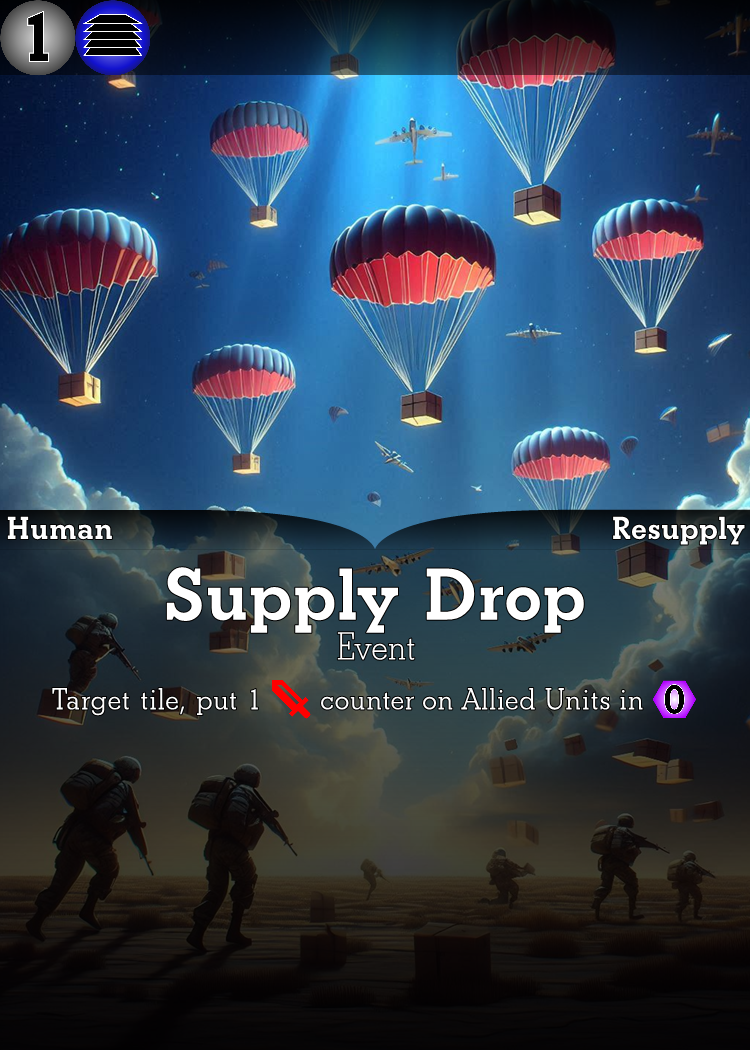 1
Human
Resupply
Supply Drop
Event
Target tile, put 1 counter on Allied Units in 0